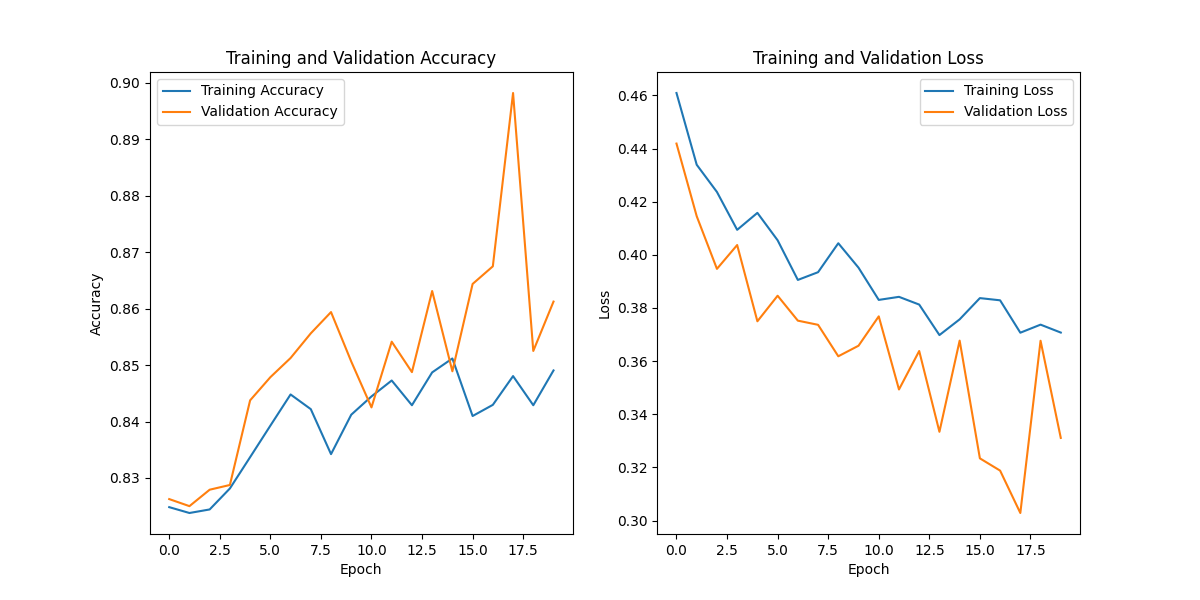 Training and Validation Accuracy
Training Accuracy
Validation Accuracy
0.90
0.89
0.88
0.87
0.86
0.85
0.84
0.83
Accuracy
0.0 2.5 5.0 7.5 10.0 12.5 15.0 17.5
Epoch
Training and Validation Loss
Training Loss
Validation Loss
0.46
0.44
0.42
0.40
0.38
0.36
0.34
0.32
0.30
Loss
0.0 2.5 5.0 7.5 10.0 12.5 15.0 17.5
Epoch